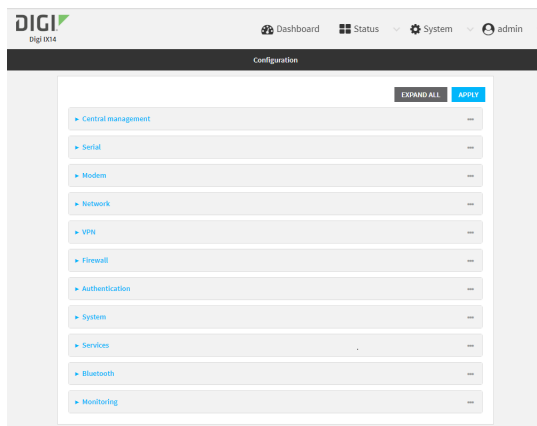 DIGI
Digi IX14
Dashboard Status System admin
Configuration
EXPAND ALL APPLY
Central management
Serial
Modem
Network
VPN
Firewall
Authentication
System
Services
Bluetooth
Monitoring